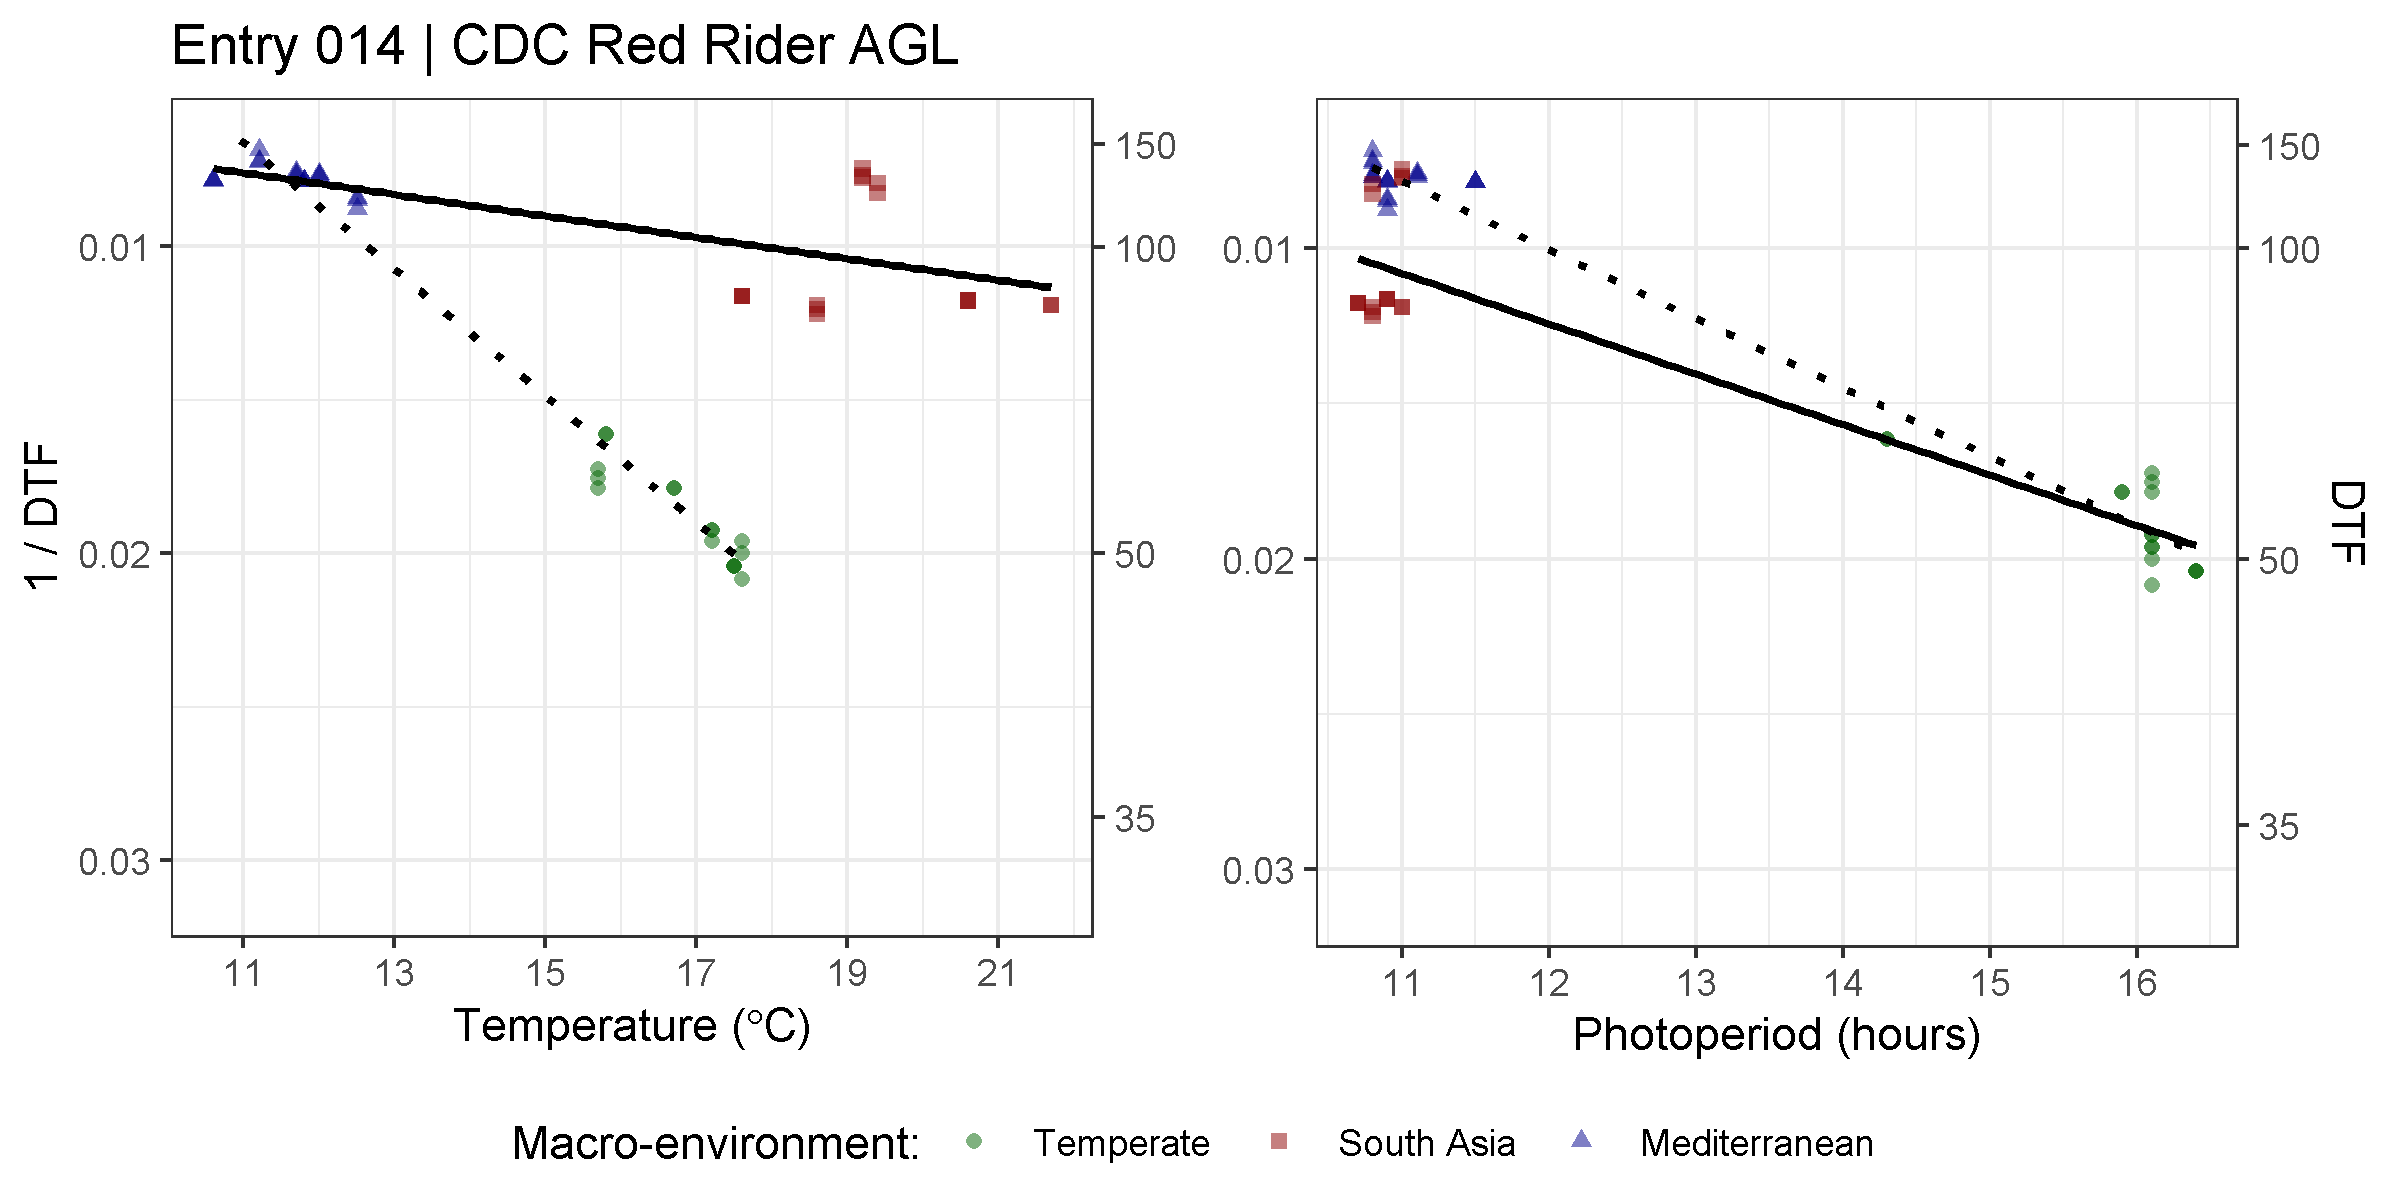 Entry 014 | CDC Red Rider AGL
1 / DTF
0.01
0.02
0.03
150
100
50
35
11 13 15 17 19 21
Temperature (°C)
0.01
0.02
0.03
150
100
50
35
DTF
11 12 13 14 15 16
Photoperiod (hours)
Macro-environment: Temperate South Asia Mediterranean